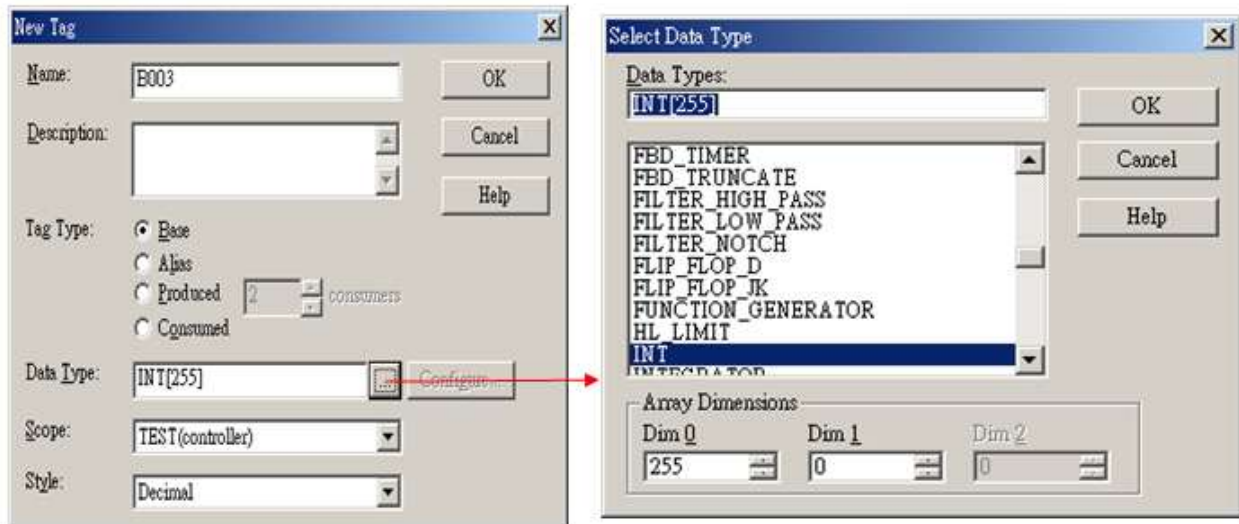 New Tag
Name:
B003
OK
Description:
Cancel
Help
Tag Type:
Base
Alias
Produced
2
consumers
Consumed
Data Type:
INT[255]
...
Configure...
Scope:
TEST(controller)
Style:
Decimal
Select Data Type
Data Types:
INT[255]
OK
FBD_TIMER
FBD_TRUNCATE
FILTER_HIGH_PASS
FILTER_LOW_PASS
FILTER_NOTCH
FLIP_FLOP_D
FLIP_FLOP_JK
FUNCTION_GENERATOR
HL_LIMIT
INT
INTEGRATOR
Cancel
Help
Array Dimensions
Dim 0
Dim 1
Dim 2
255
0
0